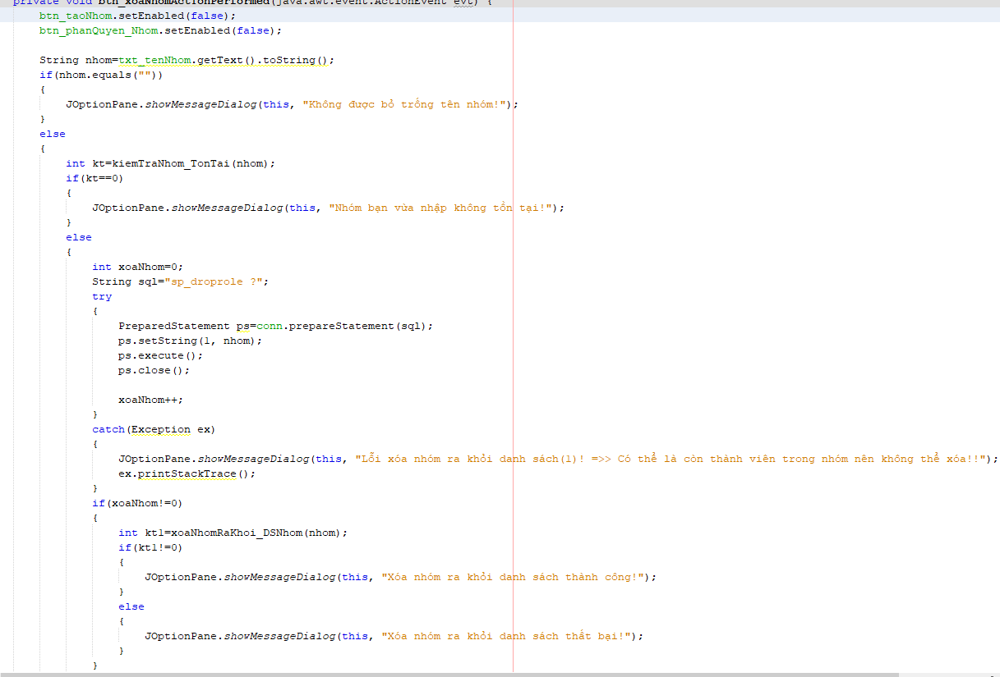 private void btn_xoaNhomActionPerformed(java.awt.event.ActionEvent evt) {
btn_taoNhom.setEnabled(false);
btn_phanQuyen_Nhom.setEnabled(false);
String nhom=txt_tenNhom.getText().toString();
if(nhom.equals(""))
{
JOptionPane.showMessageDialog(this, "Không được bỏ trống tên nhóm!");
}
else
{
int kt=kiemTraNhom_TonTai(nhom);
if(kt==0)
{
JOptionPane.showMessageDialog(this, "Nhóm bạn vừa nhập không tồn tại!");
}
else
{
int xoaNhom=0;
String sql="sp_droprole ?";
try
{
PreparedStatement ps=conn.prepareStatement(sql);
ps.setString(1, nhom);
ps.execute();
ps.close();
xoaNhom++;
}
catch(Exception ex)
{
JOptionPane.showMessageDialog(this, "Lỗi xóa nhóm ra khỏi danh sách(1)! =>> Có thể là còn thành viên trong nhóm nên không thể xóa!!");
ex.printStackTrace();
}
if(xoaNhom!=0)
{
int kt1=xoaNhomRaKhoi_DSNhom(nhom);
if(kt1!=0)
{
JOptionPane.showMessageDialog(this, "Xóa nhóm ra khỏi danh sách thành công!");
}
else
{
JOptionPane.showMessageDialog(this, "Xóa nhóm ra khỏi danh sách thất bại!");
}
}